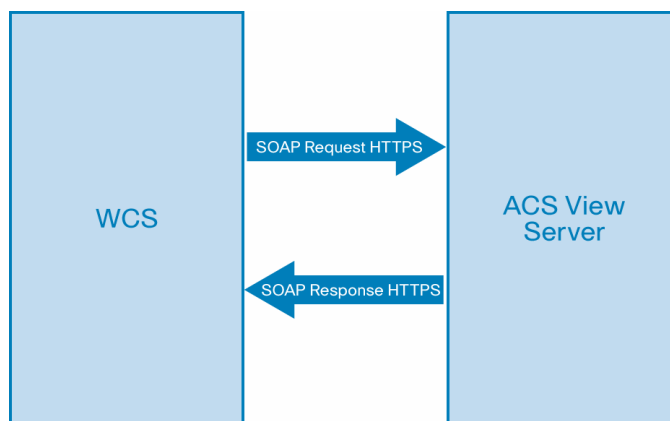 SOAP Request HTTPS
WCS
ACS View
Server
SOAP Response HTTPS